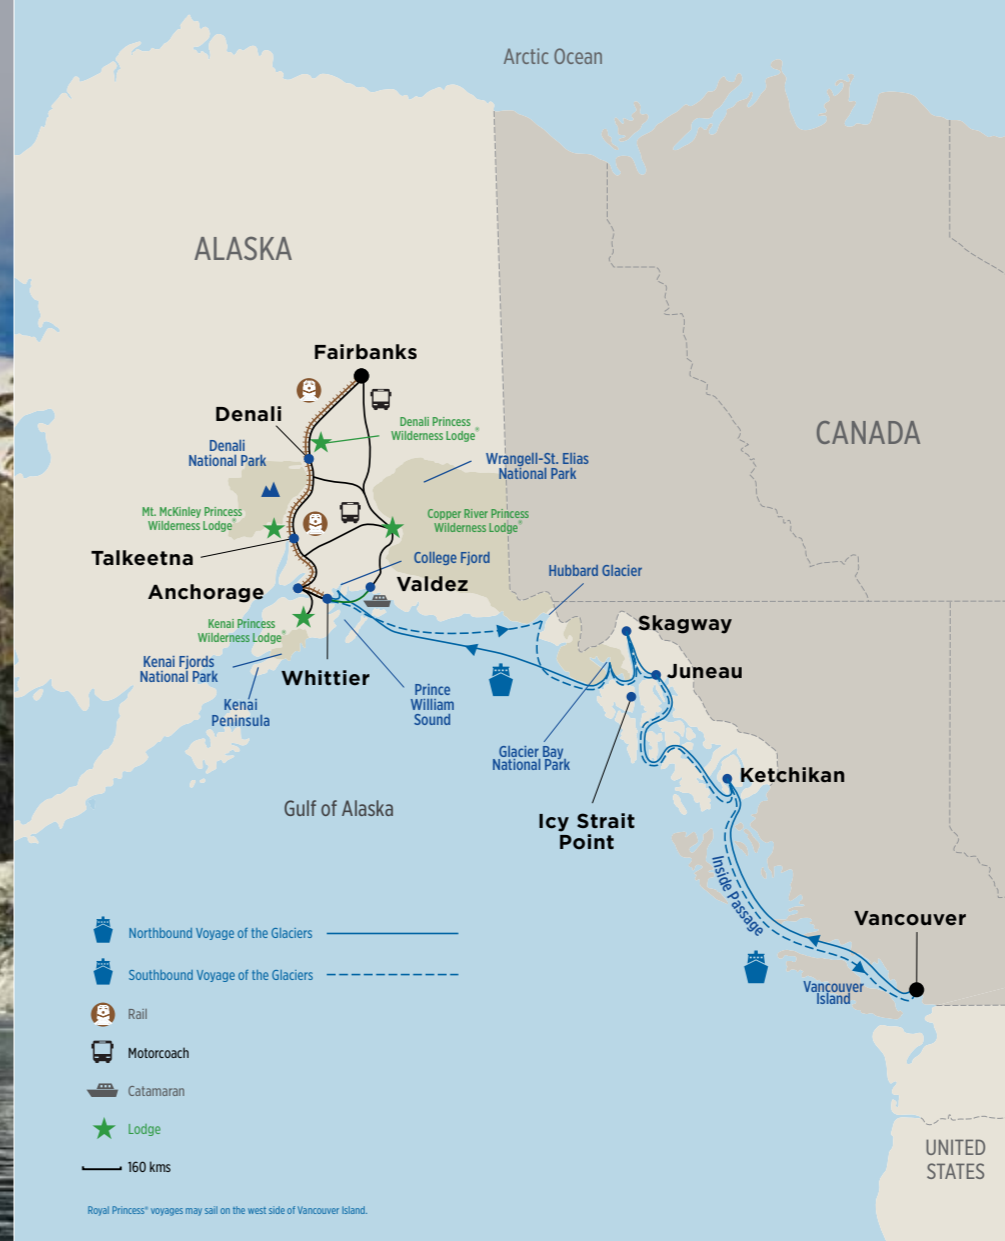 Arctic Ocean
ALASKA
Fairbanks
Denali
Denali Princess
Wilderness Lodge®
CANADA
Denali
National Park
Wrangell-St. Elias
National Park
Mt. McKinley Princess
Wilderness Lodge®
Copper River Princess
Wilderness Lodge®
Talkeetna
College Fjord
Hubbard Glacier
Anchorage
Valdez
Kenai Princess
Wilderness Lodge®
Skagway
Kenai Fjords
National Park
Whittier
Juneau
Kenai
Peninsula
Prince
William
Sound
Glacier Bay
National Park
Ketchikan
Gulf of Alaska
Icy Strait
Point
Inside Passage
Vancouver
Vancouver
Island
Northbound Voyage of the Glaciers
Southbound Voyage of the Glaciers
Rail
Motorcoach
Catamaran
Lodge
160 kms
UNITED
STATES
Royal Princess® voyages may sail on the west side of Vancouver Island.